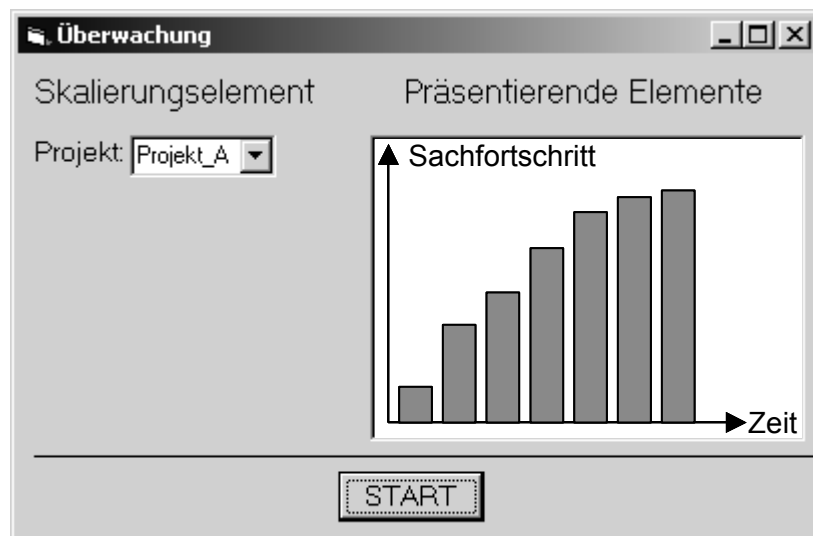 Überwachung
Skalierungselement
Präsentierende Elemente
Projekt: Projekt_A
Sachfortschritt
Zeit
START